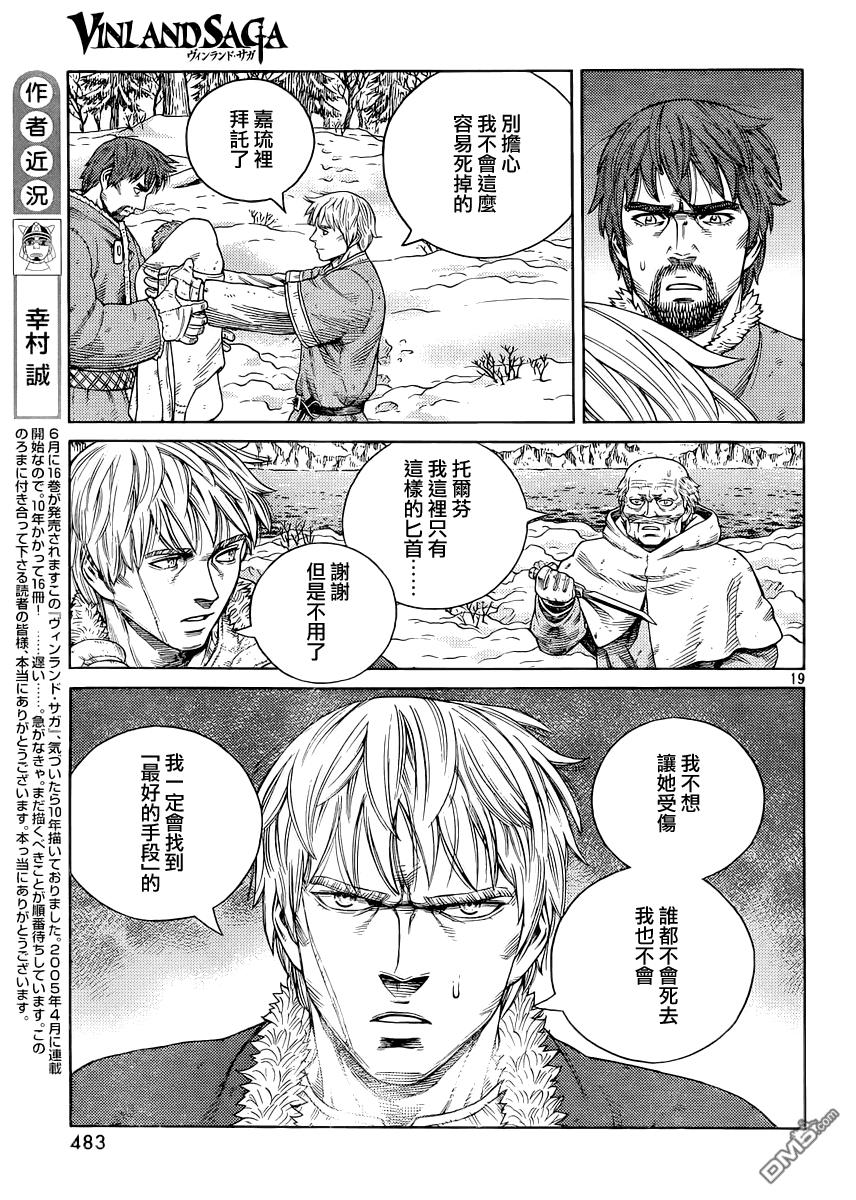 VINLAND SAGA
ヴィンランド・サガ
別擔心
我不會這麼
容易死掉的
嘉琉裡
拜託了
托爾芬
我這裡只有
這樣的匕首……
謝謝
但是不用了
19
我不想
讓她受傷
誰都不會死去
我也不會
我一定會找到
「最好的手段」的
作者近況
幸村誠
6月に16巻が発売されますこの『ヴィンランド・サガ』、気づいたら10年描いておりました。2005年4月に連載
開始なので。10年かかって16冊！……遅い……。急がなきゃ。まだ描くべきことが順番待ちしています。この
のろまに付き合って下さる読者の皆様、本当にありがとうございます。本っ当にありがとうございます。
483
DM5.com